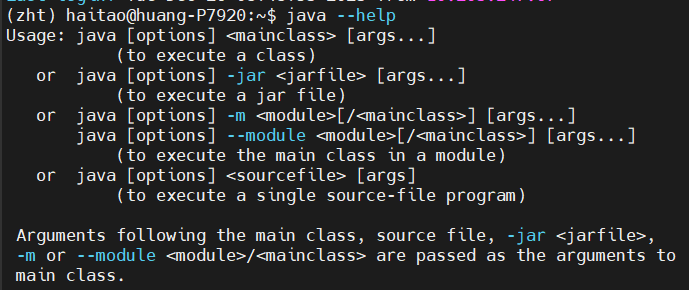 (zht) haitao@huang-P7920:~$ java --help
Usage: java [options] <mainclass> [args...]
           (to execute a class)
   or  java [options] -jar <jarfile> [args...]
           (to execute a jar file)
   or  java [options] -m <module>[/<mainclass>] [args...]
       java [options] --module <module>[/<mainclass>] [args...]
           (to execute the main class in a module)
   or  java [options] <sourcefile> [args]
           (to execute a single source-file program)

 Arguments following the main class, source file, -jar <jarfile>,
 -m or --module <module>/<mainclass> are passed as the arguments to
 main class.